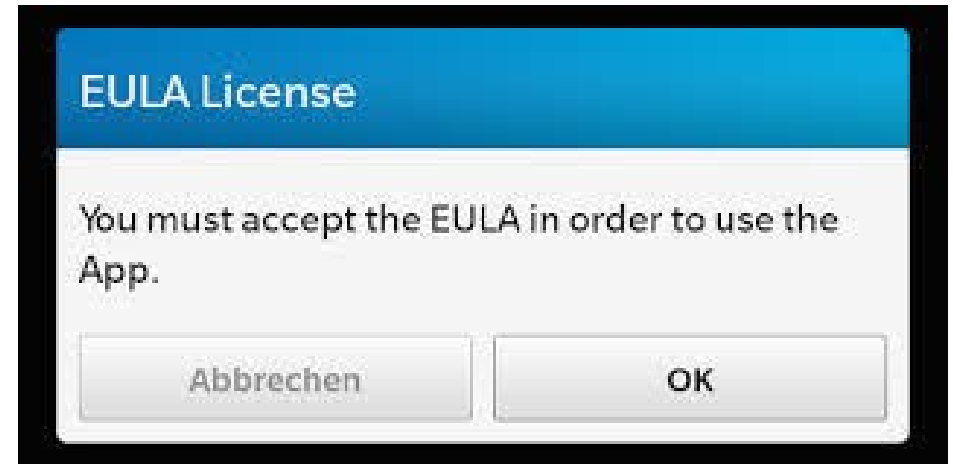 EULA License
You must accept the EULA in order to use the
App.
Abbrechen
OK